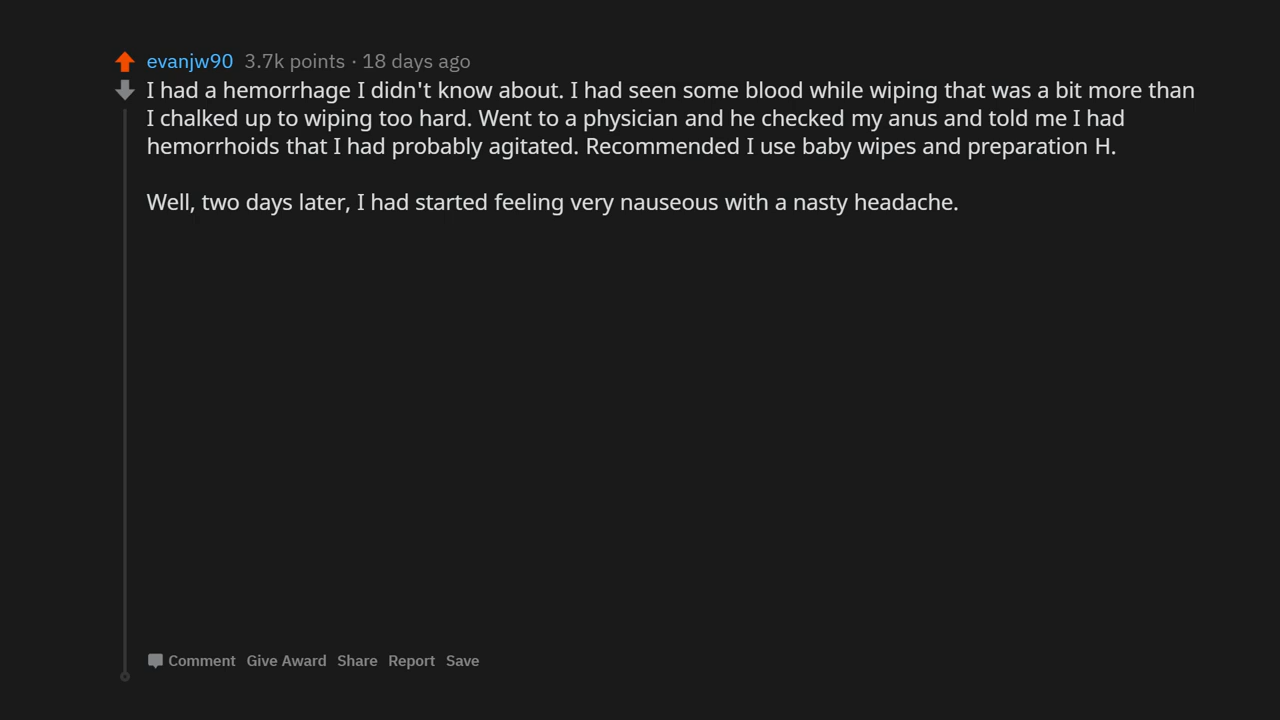 evanjw90 3.7k points · 18 days ago
I had a hemorrhage I didn't know about. I had seen some blood while wiping that was a bit more than
I chalked up to wiping too hard. Went to a physician and he checked my anus and told me I had
hemorrhoids that I had probably agitated. Recommended I use baby wipes and preparation H.
Well, two days later, I had started feeling very nauseous with a nasty headache.
Comment Give Award Share Report Save